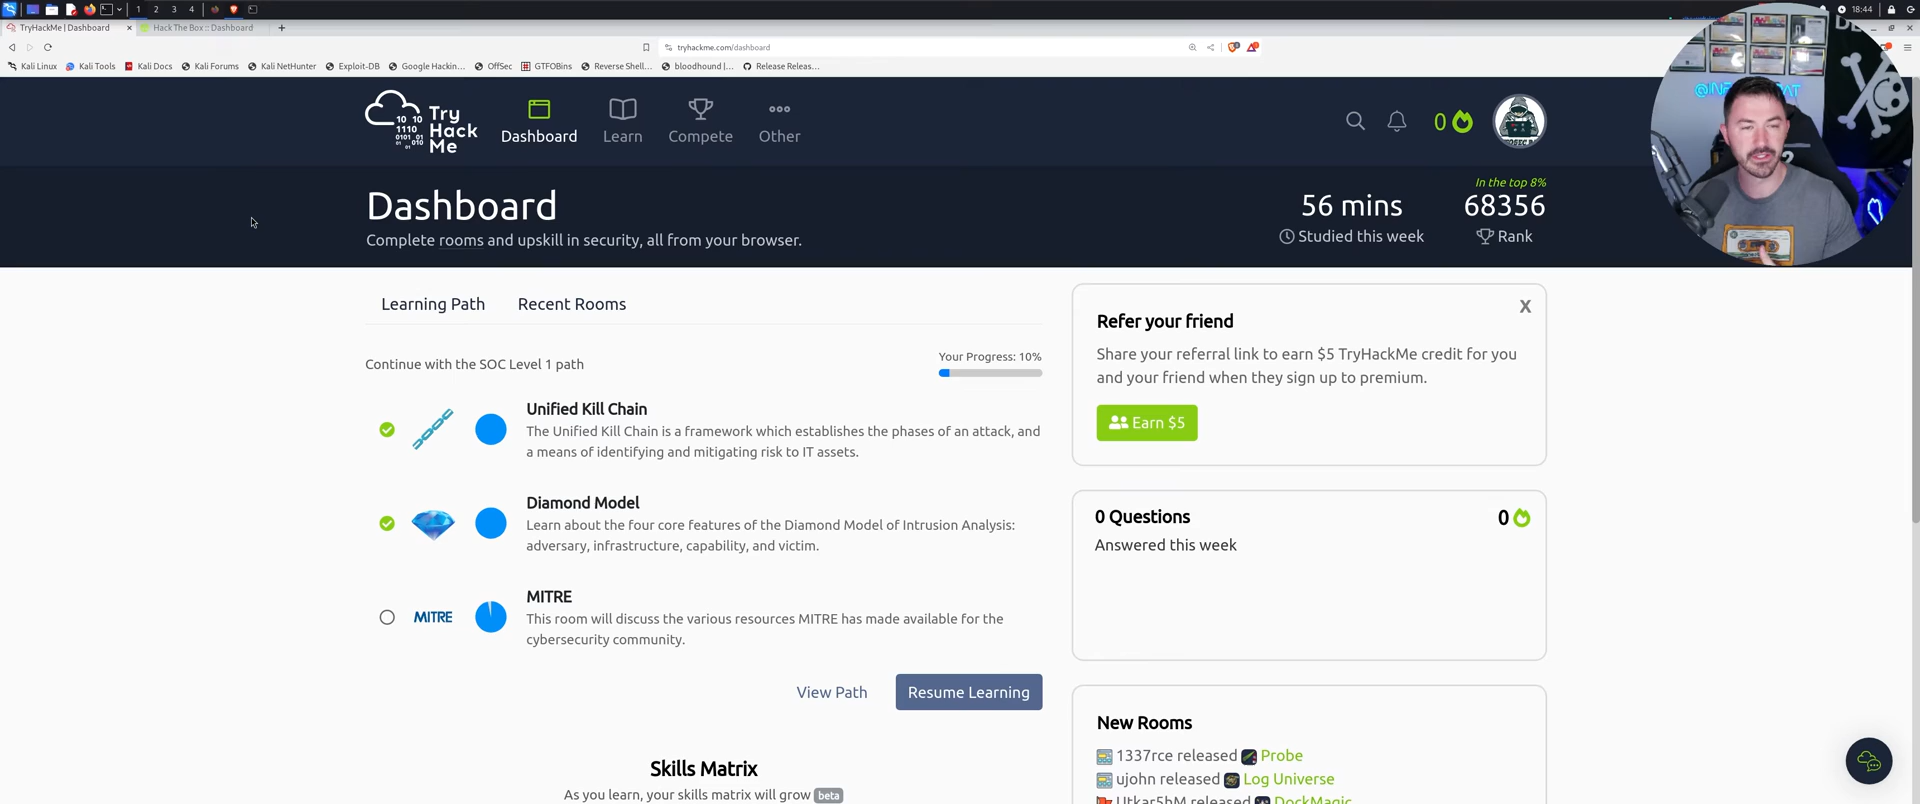 1 2 3 4
18:44
TryHackMe | Dashboard
Hack The Box :: Dashboard
tryhackme.com/dashboard
Kali Linux Kali Tools Kali Docs Kali Forums Kali NetHunter Exploit-DB Google Hackin... OffSec GTFOBins Reverse Shell... bloodhound |... Release Releas...
Try
Hack
Me
Dashboard
Learn
Compete
Other
0
Dashboard
Complete rooms and upskill in security, all from your browser.
56 mins
Studied this week
In the top 8%
68356
Rank
Learning Path
Recent Rooms
Continue with the SOC Level 1 path
Your Progress: 10%
Unified Kill Chain
The Unified Kill Chain is a framework which establishes the phases of an attack, and
a means of identifying and mitigating risk to IT assets.
Diamond Model
Learn about the four core features of the Diamond Model of Intrusion Analysis:
adversary, infrastructure, capability, and victim.
MITRE
MITRE
This room will discuss the various resources MITRE has made available for the
cybersecurity community.
View Path
Resume Learning
Skills Matrix
As you learn, your skills matrix will grow beta
Refer your friend
X
Share your referral link to earn $5 TryHackMe credit for you
and your friend when they sign up to premium.
Earn $5
0 Questions
0
Answered this week
New Rooms
1337rce released Probe
ujohn released Log Universe
Utkar5hM released DockMagic